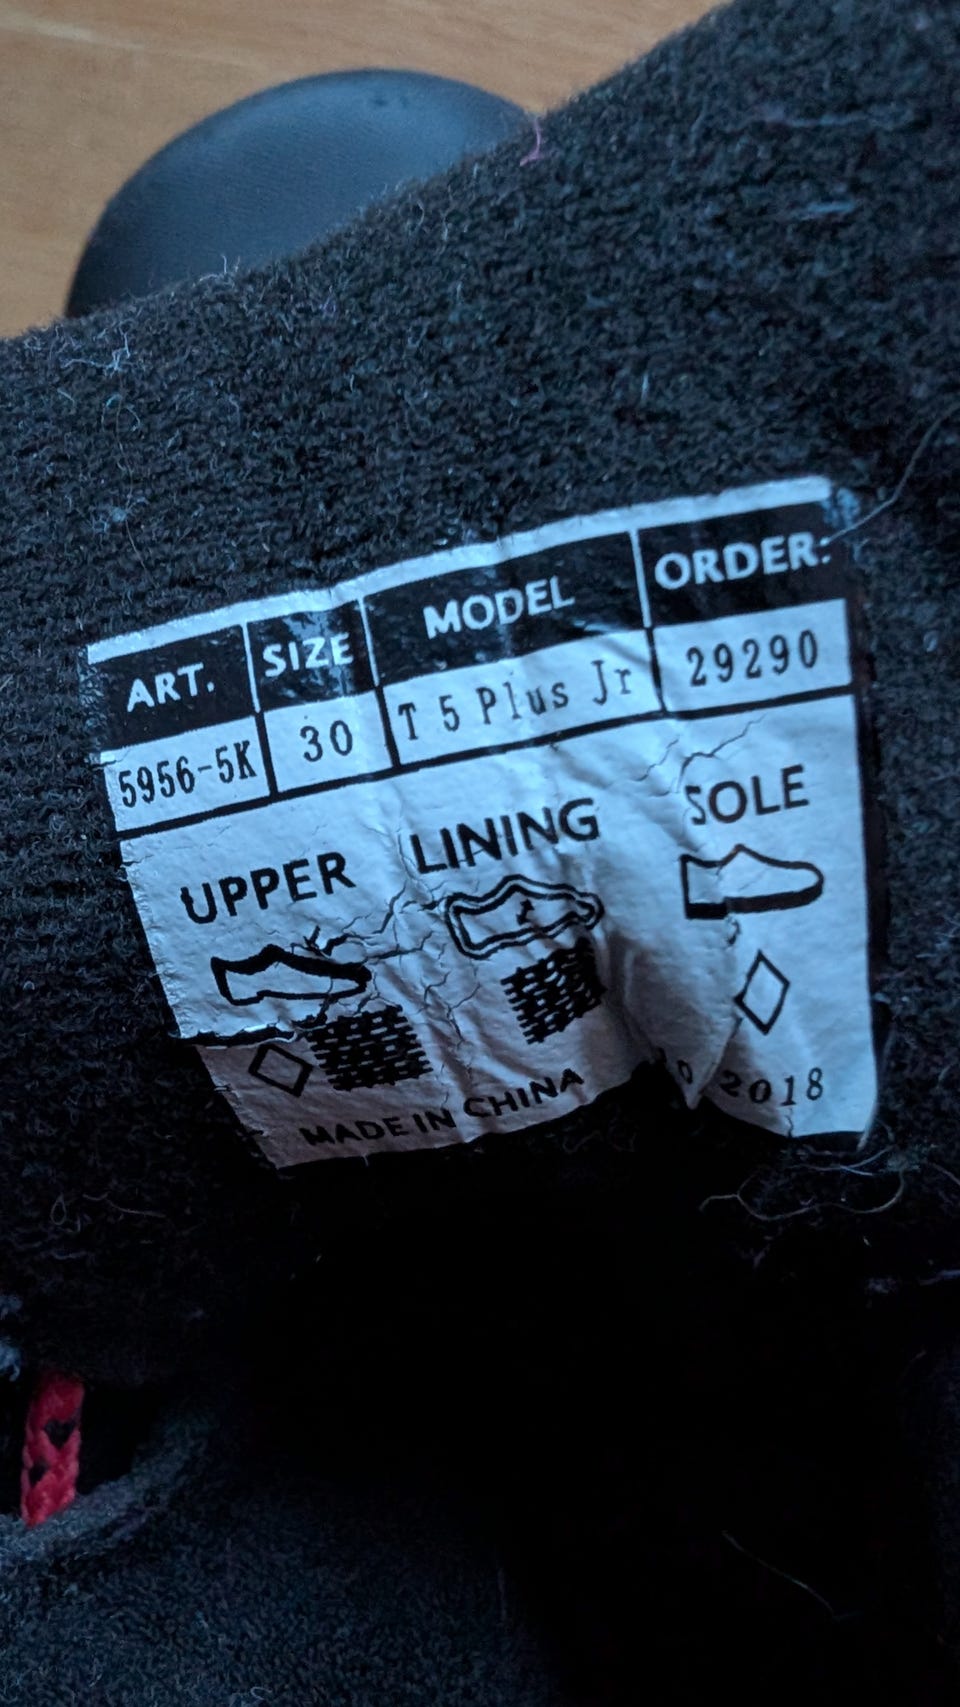 ART. SIZE MODEL ORDER:
5956-5K 30 T 5 Plus Jr 29290
UPPER LINING SOLE
MADE IN CHINA 2018